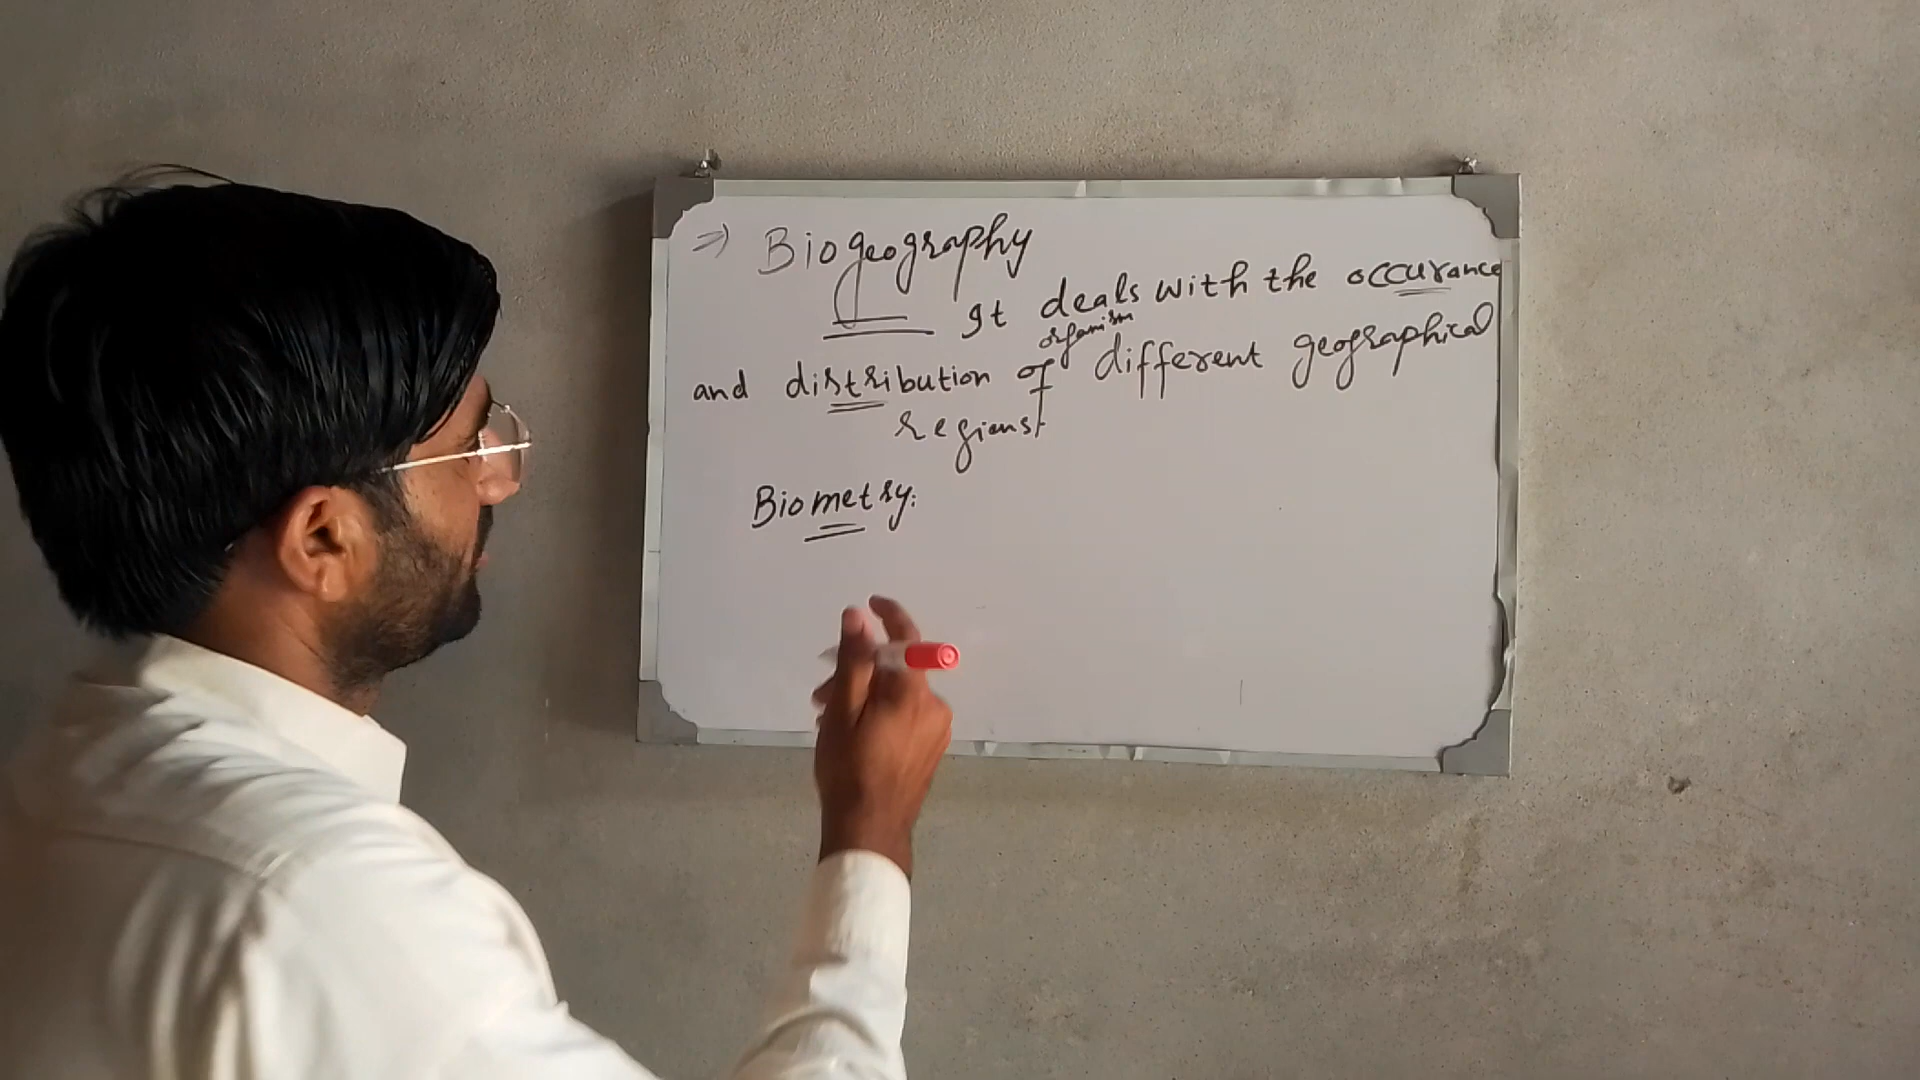 ⇒ Biogeography
It deals with the occurance
and distribution of organism different geographical
regions
Biometry: